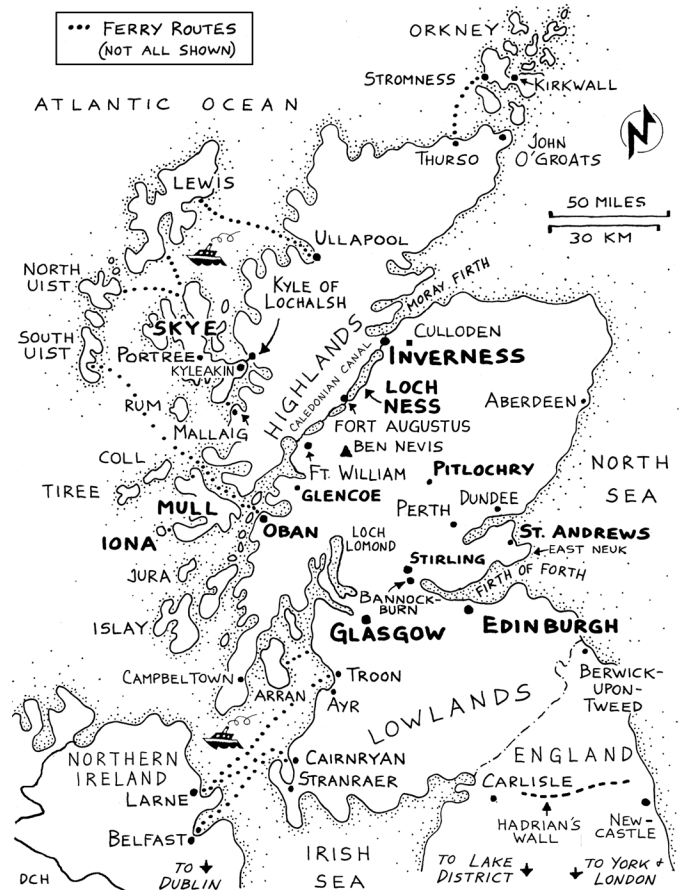 ••• FERRY ROUTES
(NOT ALL SHOWN)
ORKNEY
STROMNESS
KIRKWALL
ATLANTIC OCEAN
N
THURSO
JOHN
O'GROATS
LEWIS
50 MILES
30 KM
ULLAPOOL
NORTH
UIST
KYLE OF
LOCHALSH
MORAY FIRTH
SKYE
SOUTH
UIST
PORTREE
KYLEAKIN
HIGHLANDS
CALEDONIAN CANAL
CULLODEN
INVERNESS
LOCH
NESS
RUM
MALLAIG
FORT AUGUSTUS
ABERDEEN
BEN NEVIS
COLL
FT. WILLIAM
PITLOCHRY
NORTH
SEA
TIREE
GLENCOE
MULL
PERTH
DUNDEE
IONA
OBAN
LOCH
LOMOND
ST. ANDREWS
EAST NEUK
STIRLING
JURA
BANNOCK-
BURN
FIRTH OF FORTH
ISLAY
GLASGOW
EDINBURGH
CAMPBELTOWN
ARRAN
TROON
AYR
BERWICK-
UPON-
TWEED
LOWLANDS
NORTHERN
IRELAND
CAIRNRYAN
ENGLAND
STRANRAER
CARLISLE
LARNE
HADRIAN'S
WALL
NEW-
CASTLE
BELFAST
IRISH
SEA
DCH
TO
DUBLIN
TO LAKE
DISTRICT
TO YORK &
LONDON